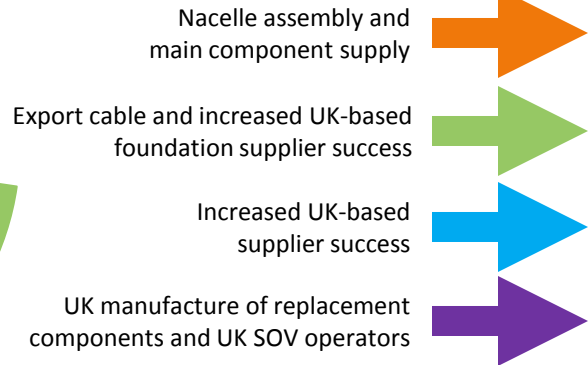 Nacelle assembly and
main component supply
Export cable and increased UK-based
foundation supplier success
Increased UK-based
supplier success
UK manufacture of replacement
components and UK SOV operators